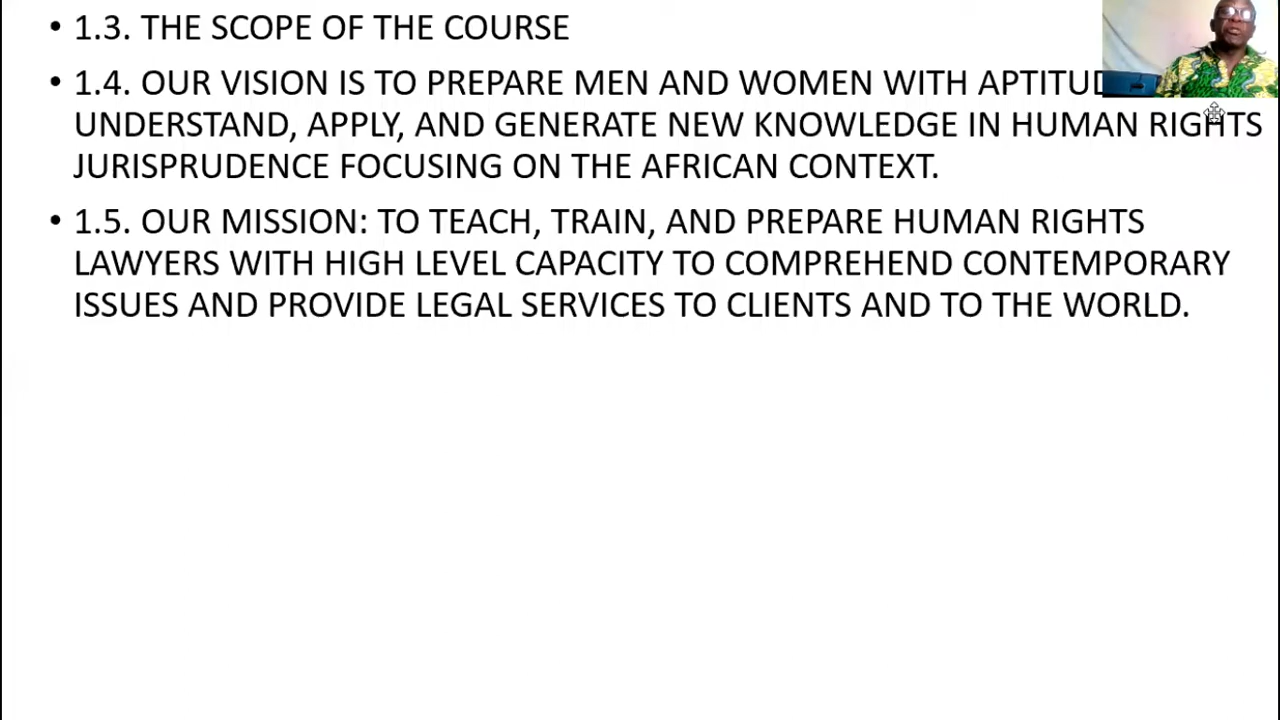 • 1.3. THE SCOPE OF THE COURSE
• 1.4. OUR VISION IS TO PREPARE MEN AND WOMEN WITH
UNDERSTAND, APPLY, AND GENERATE NEW KNOWLEDGE IN HUMAN RIGHTS
JURISPRUDENCE FOCUSING ON THE AFRICAN CONTEXT.
• 1.5. OUR MISSION: TO TEACH, TRAIN, AND PREPARE HUMAN RIGHTS
LAWYERS WITH HIGH LEVEL CAPACITY TO COMPREHEND CONTEMPORARY
ISSUES AND PROVIDE LEGAL SERVICES TO CLIENTS AND TO THE WORLD.